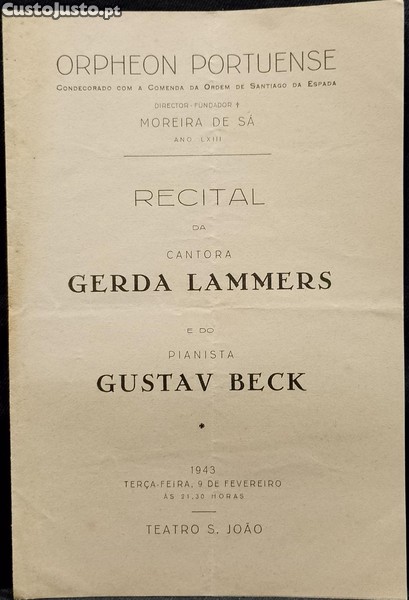 CustoJusto.pt
ORPHEON PORTUENSE
CONDECORADO COM A COMENDA DA ORDEM DE SANTIAGO DA ESPADA
DIRECTOR-FUNDADOR †
MOREIRA DE SÁ
ANO LXIII
RECITAL
DA
CANTORA
GERDA LAMMERS
E DO
PIANISTA
GUSTAV BECK
*
1943
TERÇA-FEIRA, 9 DE FEVEREIRO
ÀS 21,30 HORAS
TEATRO S. JOÃO